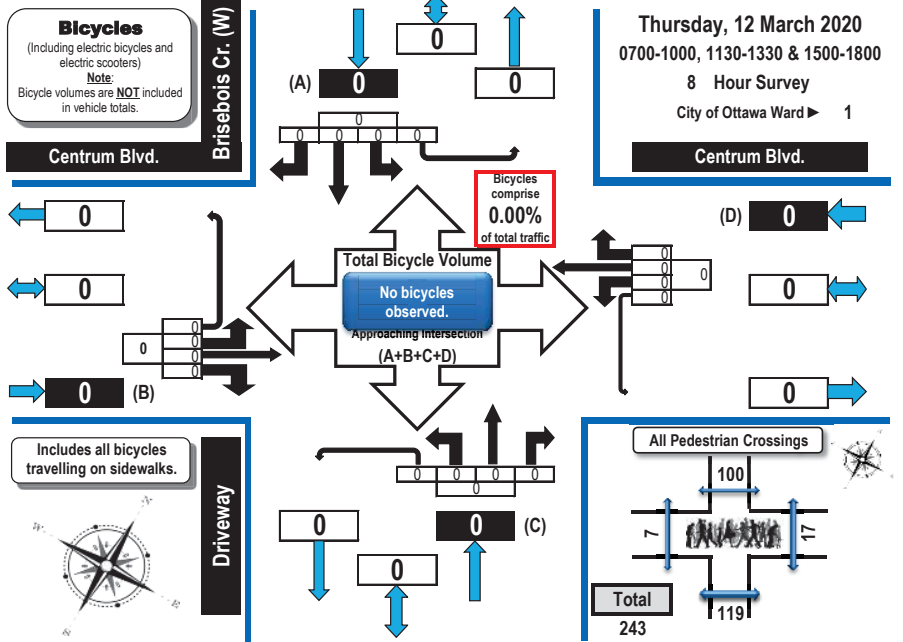 Bicycles
(Including electric bicycles and
electric scooters)
Note:
Bicycle volumes are NOT included
in vehicle totals.
Brisebois Cr. (W)
Centrum Blvd.
0
0
0
(A)
0
0 0 0 0
Thursday, 12 March 2020
0700-1000, 1130-1330 & 1500-1800
8 Hour Survey
City of Ottawa Ward ► 1
Centrum Blvd.
Bicycles
comprise
0.00%
of total traffic
0
0
0
0
0
0
0
0 (B)
Total Bicycle Volume
No bicycles
observed.
Approaching Intersection
(A+B+C+D)
(D) 0
0
0
0
0
0
0
0
Includes all bicycles
travelling on sidewalks.
N
W
E
S
Driveway
0 0 0 0
0
0
0
(C)
0
All Pedestrian Crossings
100
7
17
119
Total
243